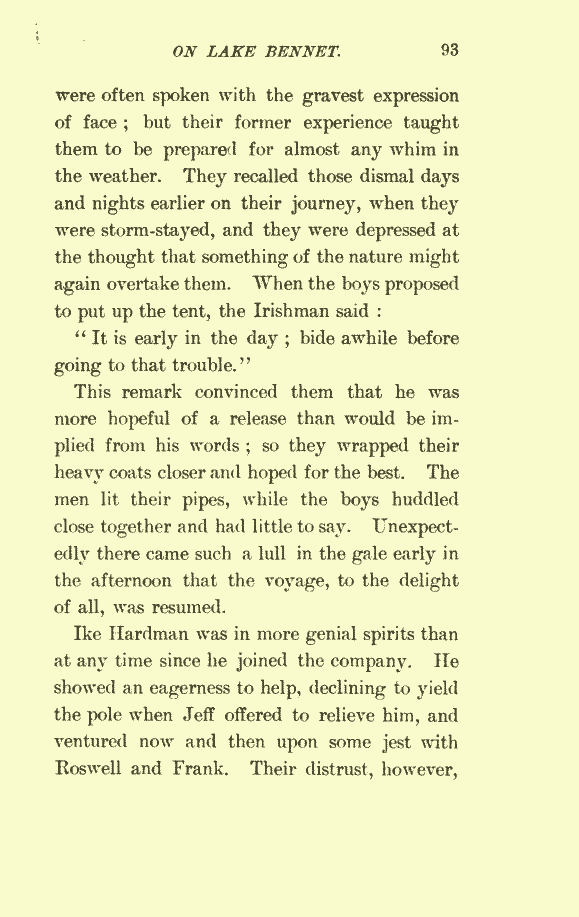 ON LAKE BENNET. 93
were often spoken with the gravest expression
of face ; but their former experience taught
them to be prepared for almost any whim in
the weather. They recalled those dismal days
and nights earlier on their journey, when they
were storm-stayed, and they were depressed at
the thought that something of the nature might
again overtake them. When the boys proposed
to put up the tent, the Irishman said :
“ It is early in the day ; bide awhile before
going to that trouble.”
This remark convinced them that he was
more hopeful of a release than would be im-
plied from his words ; so they wrapped their
heavy coats closer and hoped for the best. The
men lit their pipes, while the boys huddled
close together and had little to say. Unexpect-
edly there came such a lull in the gale early in
the afternoon that the voyage, to the delight
of all, was resumed.
Ike Hardman was in more genial spirits than
at any time since he joined the company. He
showed an eagerness to help, declining to yield
the pole when Jeff offered to relieve him, and
ventured now and then upon some jest with
Roswell and Frank. Their distrust, however,